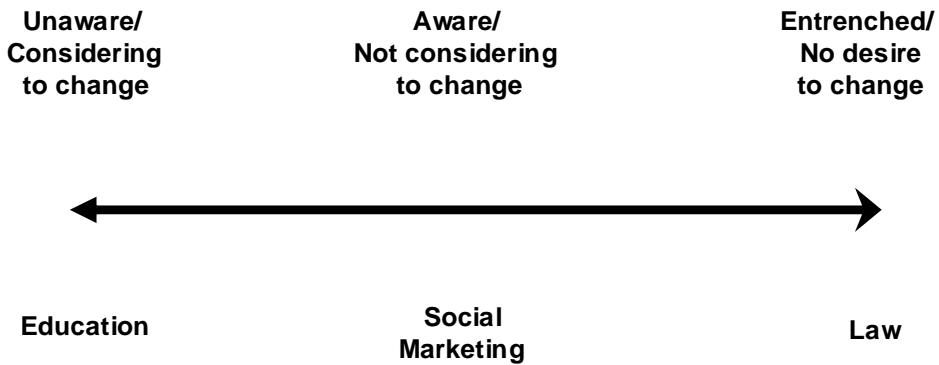 Unaware/
Considering
to change
Aware/
Not considering
to change
Entrenched/
No desire
to change
Education
Social
Marketing
Law